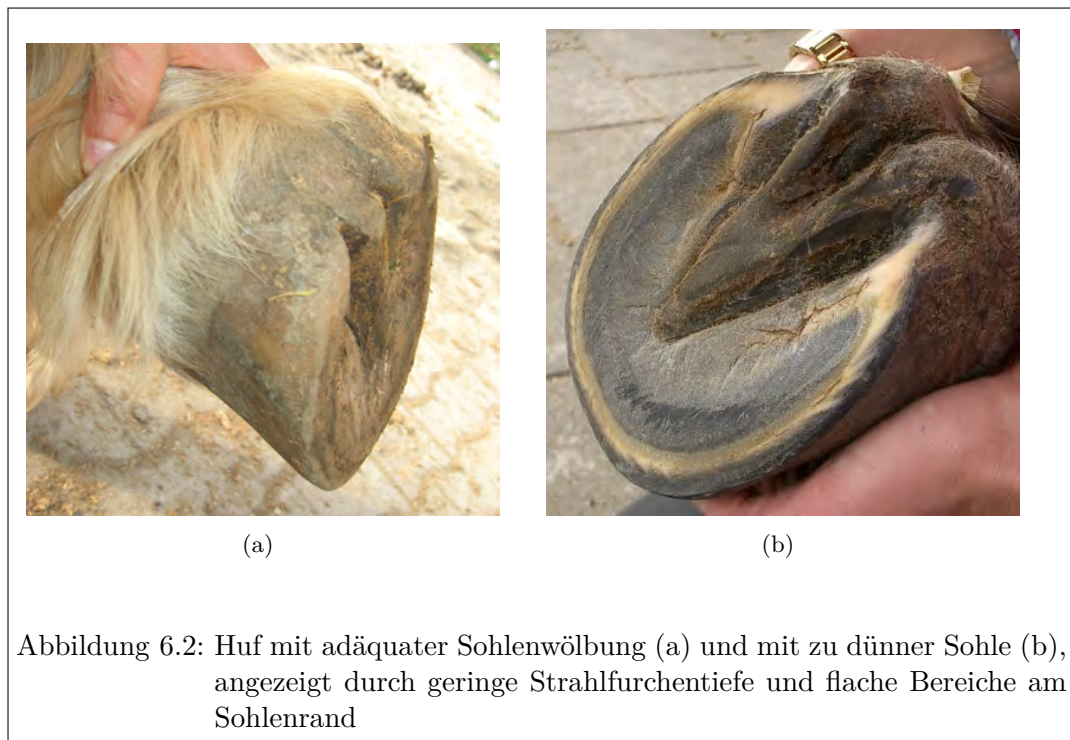 (a)
(b)
Abbildung 6.2: Huf mit adäquater Sohlenwölbung (a) und mit zu dünner Sohle (b),
angezeigt durch geringe Strahlfurchentiefe und flache Bereiche am
Sohlenrand